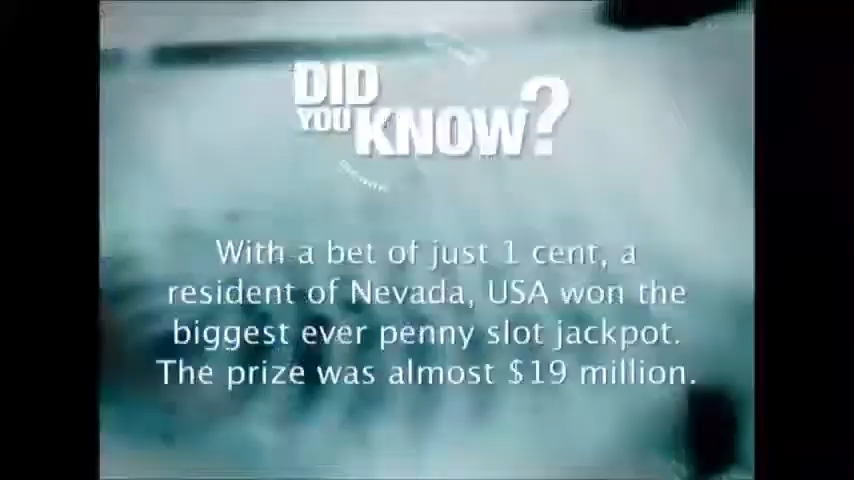 DID
YOU KNOW?
With a bet of just 1 cent, a
resident of Nevada, USA won the
biggest ever penny slot jackpot.
The prize was almost $19 million.